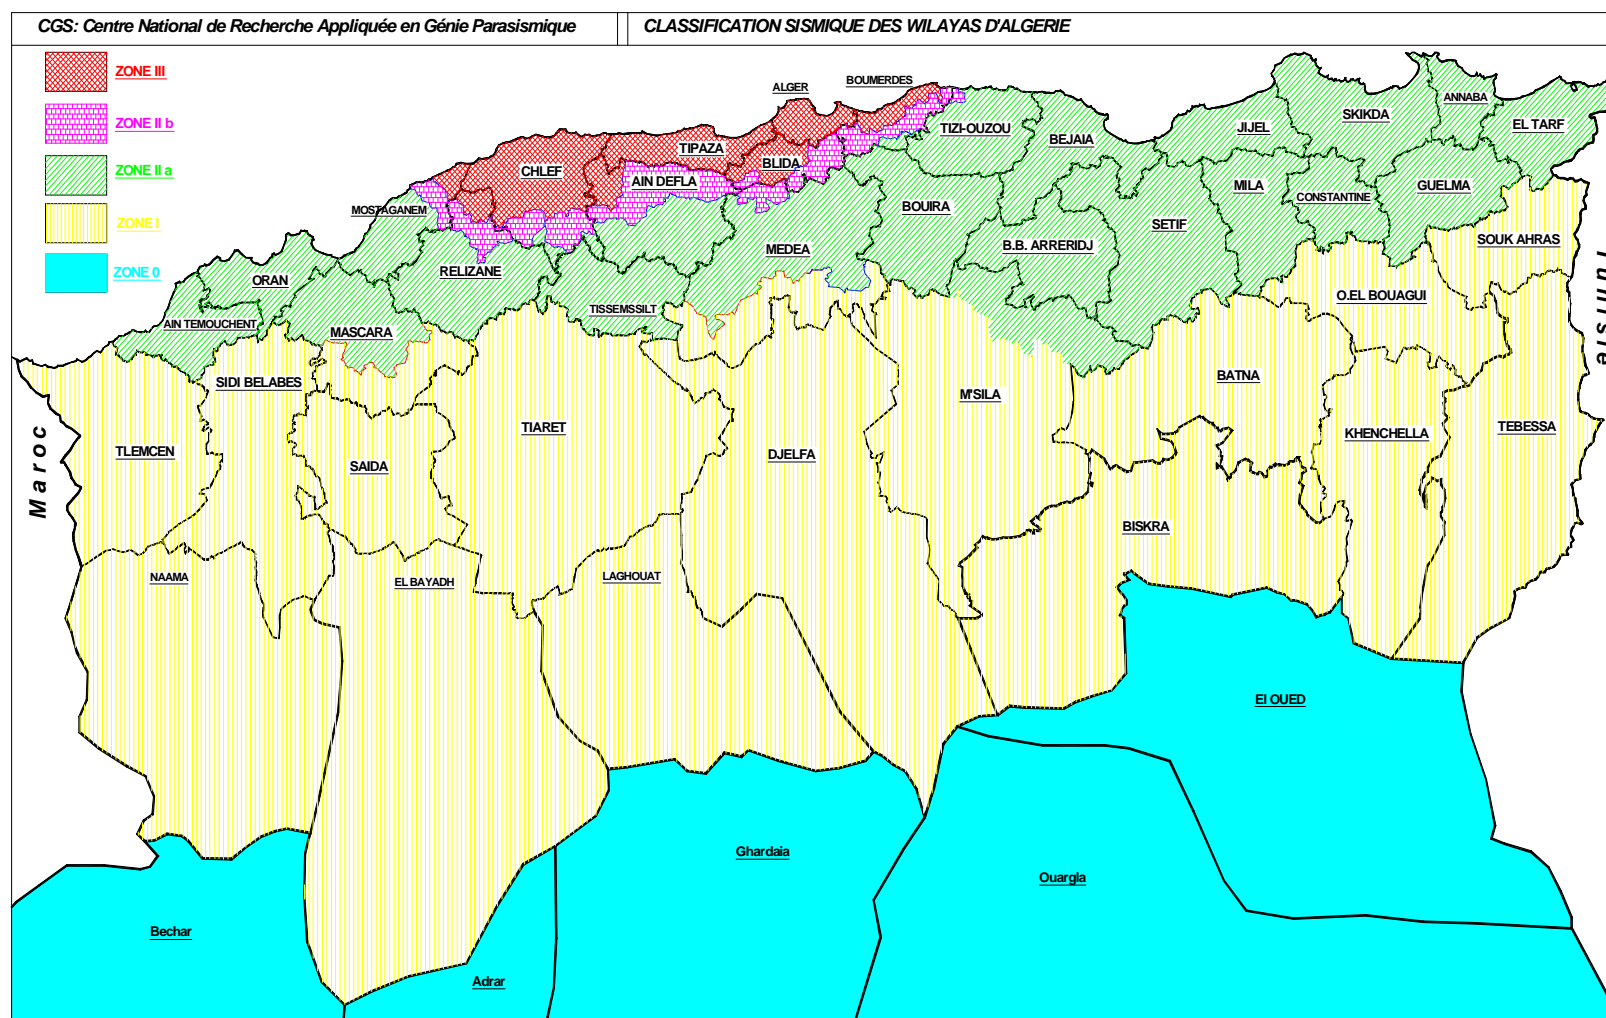 CGS: Centre National de Recherche Appliquée en Génie Parasismique
CLASSIFICATION SISMIQUE DES WILAYAS D'ALGERIE
ZONE III
ZONE II b
ZONE II a
ZONE I
ZONE 0
ALGER
BOUMERDES
TIZI-OUZOU
BEJAIA
JIJEL
SKIKDA
ANNABA
EL TARF
CHLEF
TIPAZA
BLIDA
AIN DEFLA
MOSTAGANEM
BOUIRA
MILA
CONSTANTINE
GUELMA
SETIF
B.B. ARRERIDJ
SOUK AHRAS
MEDEA
RELIZANE
ORAN
O.EL BOUAGUI
TISSEMSSILT
AIN TEMOUCHENT
MASCARA
Tunisie
SIDI BELABES
BATNA
M'SILA
TIARET
KHENCHELLA
TEBESSA
Maroc
TLEMCEN
SAIDA
DJELFA
BISKRA
NAAMA
EL BAYADH
LAGHOUAT
El OUED
Ghardaia
Ouargla
Bechar
Adrar